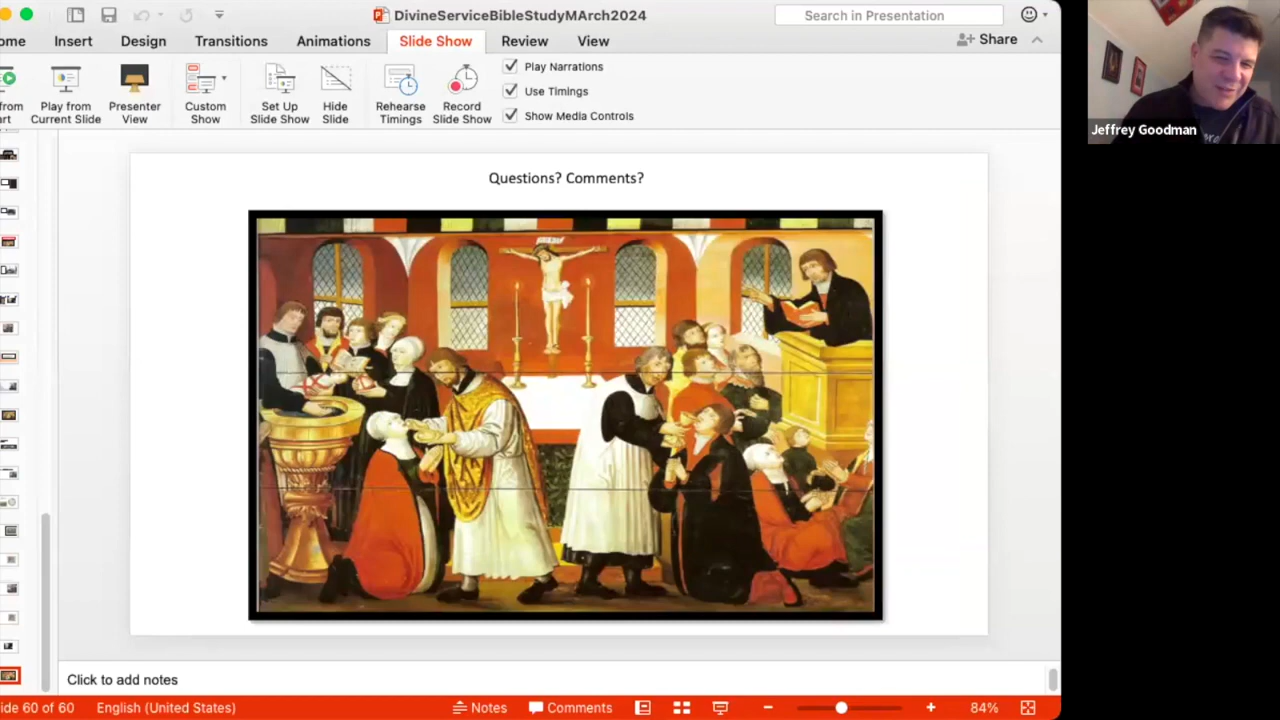 DivineServiceBibleStudyMArch2024
Search in Presentation
ome Insert Design Transitions Animations Slide Show Review View Share
from
art
Play from
Current Slide
Presenter
View
Custom
Show
Set Up
Slide Show
Hide
Slide
Rehearse
Timings
Record
Slide Show
Play Narrations
Use Timings
Show Media Controls
Jeffrey Goodman
Questions? Comments?
Click to add notes
ide 60 of 60 English (United States) Notes Comments 84%